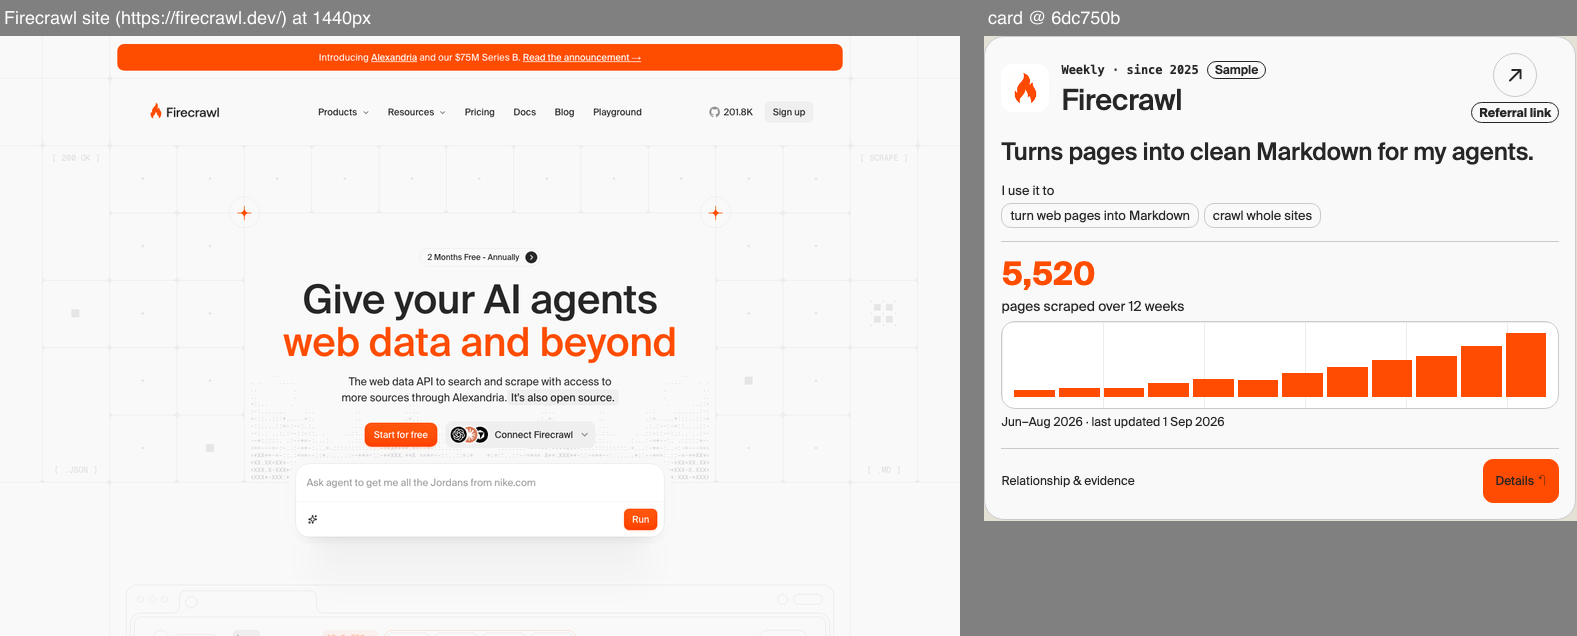 Firecrawl site (https://firecrawl.dev/) at 1440px
Introducing Alexandria and our $75M Series B. Read the announcement →
Firecrawl
Products
Resources
Pricing
Docs
Blog
Playground
201.8K
Sign up
[ 200 OK ]
[ SCRAPE ]
2 Months Free - Annually
Give your AI agents
web data and beyond
The web data API to search and scrape with access to
more sources through Alexandria. It's also open source.
Start for free
Connect Firecrawl
[ .JSON ]
[ .MD ]
Ask agent to get me all the Jordans from nike.com
Run
card @ 6dc750b
Weekly · since 2025
Sample
Firecrawl
Referral link
Turns pages into clean Markdown for my agents.
I use it to
turn web pages into Markdown
crawl whole sites
5,520
pages scraped over 12 weeks
Jun–Aug 2026 · last updated 1 Sep 2026
Relationship & evidence
Details